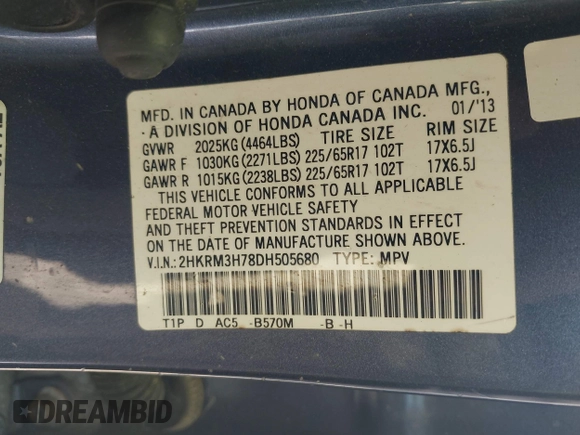 MFD. IN CANADA BY HONDA OF CANADA MFG.,
· A DIVISION OF HONDA CANADA INC. 01/'13
GVWR 2025KG(4464LBS) TIRE SIZE RIM SIZE
GAWR F 1030KG(2271LBS) 225/65R17 102T 17X6.5J
GAWR R 1015KG(2238LBS) 225/65R17 102T 17X6.5J
THIS VEHICLE CONFORMS TO ALL APPLICABLE
FEDERAL MOTOR VEHICLE SAFETY
AND THEFT PREVENTION STANDARDS IN EFFECT
ON THE DATE OF MANUFACTURE SHOWN ABOVE.
V.I.N.:2HKRM3H78DH505680 TYPE: MPV
T1P D AC5 -B570M -B -H
DREAMBID